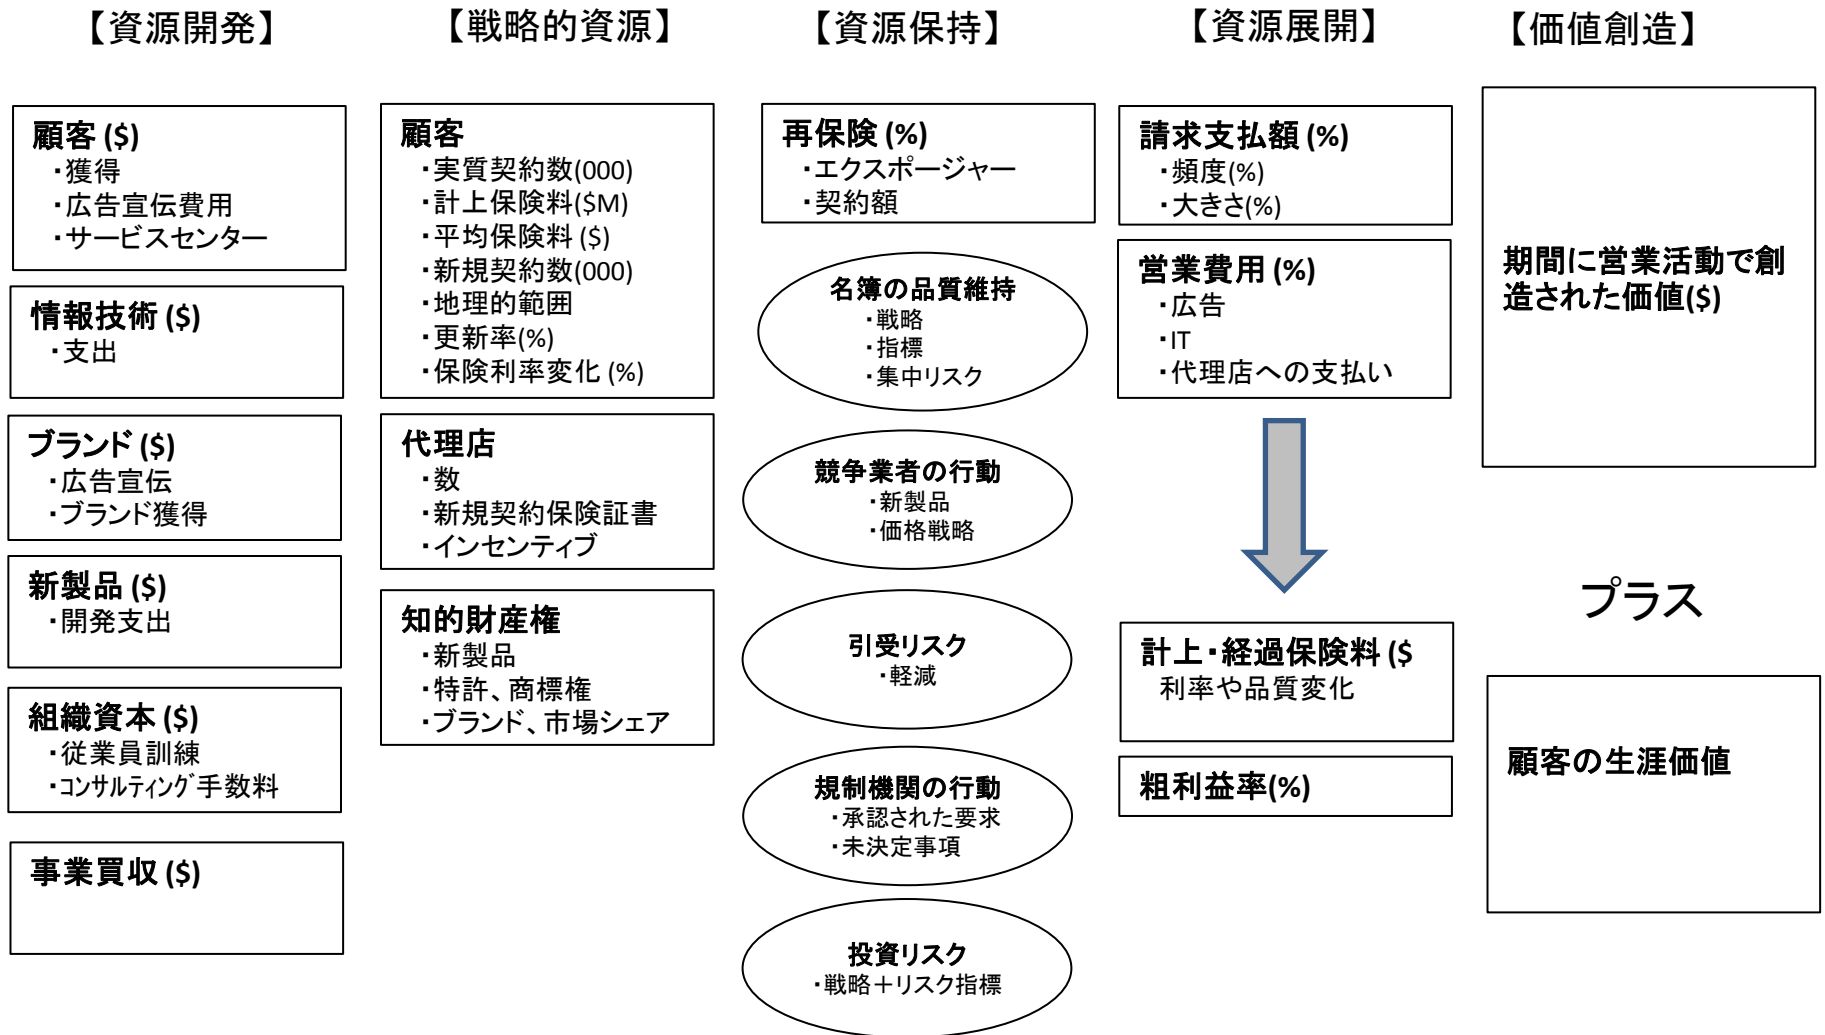 【資源開発】
顧客 ($)
・獲得
・広告宣伝費用
・サービスセンター
情報技術 ($)
・支出
ブランド ($)
・広告宣伝
・ブランド獲得
新製品 ($)
・開発支出
組織資本 ($)
・従業員訓練
・コンサルティング手数料
事業買収 ($)
【戦略的資源】
顧客
・実質契約数(000)
・計上保険料($M)
・平均保険料 ($)
・新規契約数(000)
・地理的範囲
・更新率(%)
・保険利率変化 (%)
代理店
・数
・新規契約保険証書
・インセンティブ
知的財産権
・新製品
・特許、商標権
・ブランド、市場シェア
【資源保持】
再保険 (%)
・エクスポージャー
・契約額
名簿の品質維持
・戦略
・指標
・集中リスク
競争業者の行動
・新製品
・価格戦略
引受リスク
・軽減
規制機関の行動
・承認された要求
・未決定事項
投資リスク
・戦略＋リスク指標
【資源展開】
請求支払額 (%)
・頻度(%)
・大きさ(%)
営業費用 (%)
・広告
・IT
・代理店への支払い
計上・経過保険料 ($
利率や品質変化
粗利益率(%)
【価値創造】
期間に営業活動で創
造された価値($)
プラス
顧客の生涯価値